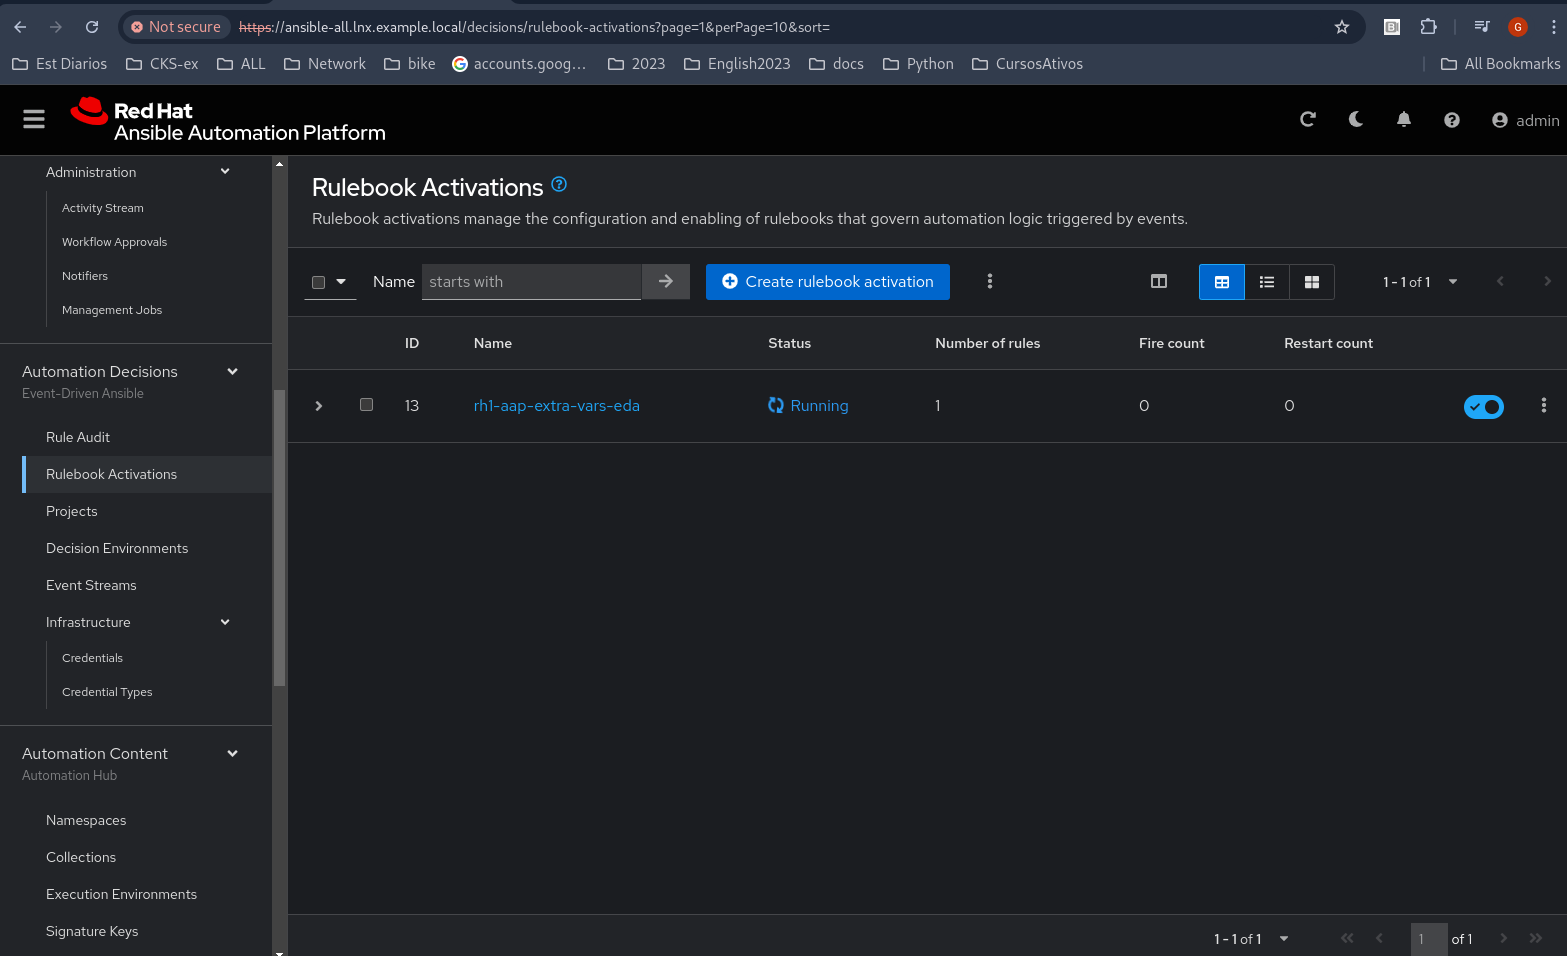 Not secure https://ansible-all.lnx.example.local/decisions/rulebook-activations?page=1&perPage=10&sort= G
Est Diarios CKS-ex ALL Network bike accounts.goog... 2023 English2023 docs Python CursosAtivos All Bookmarks
Red Hat
Ansible Automation Platform
admin
Administration
Activity Stream
Workflow Approvals
Notifiers
Management Jobs
Automation Decisions
Event-Driven Ansible
Rule Audit
Rulebook Activations
Projects
Decision Environments
Event Streams
Infrastructure
Credentials
Credential Types
Automation Content
Automation Hub
Namespaces
Collections
Execution Environments
Signature Keys
Rulebook Activations
Rulebook activations manage the configuration and enabling of rulebooks that govern automation logic triggered by events.
Name starts with Create rulebook activation 1 - 1 of 1
ID Name Status Number of rules Fire count Restart count
13 rh1-aap-extra-vars-eda Running 1 0 0
1 - 1 of 1 1 of 1